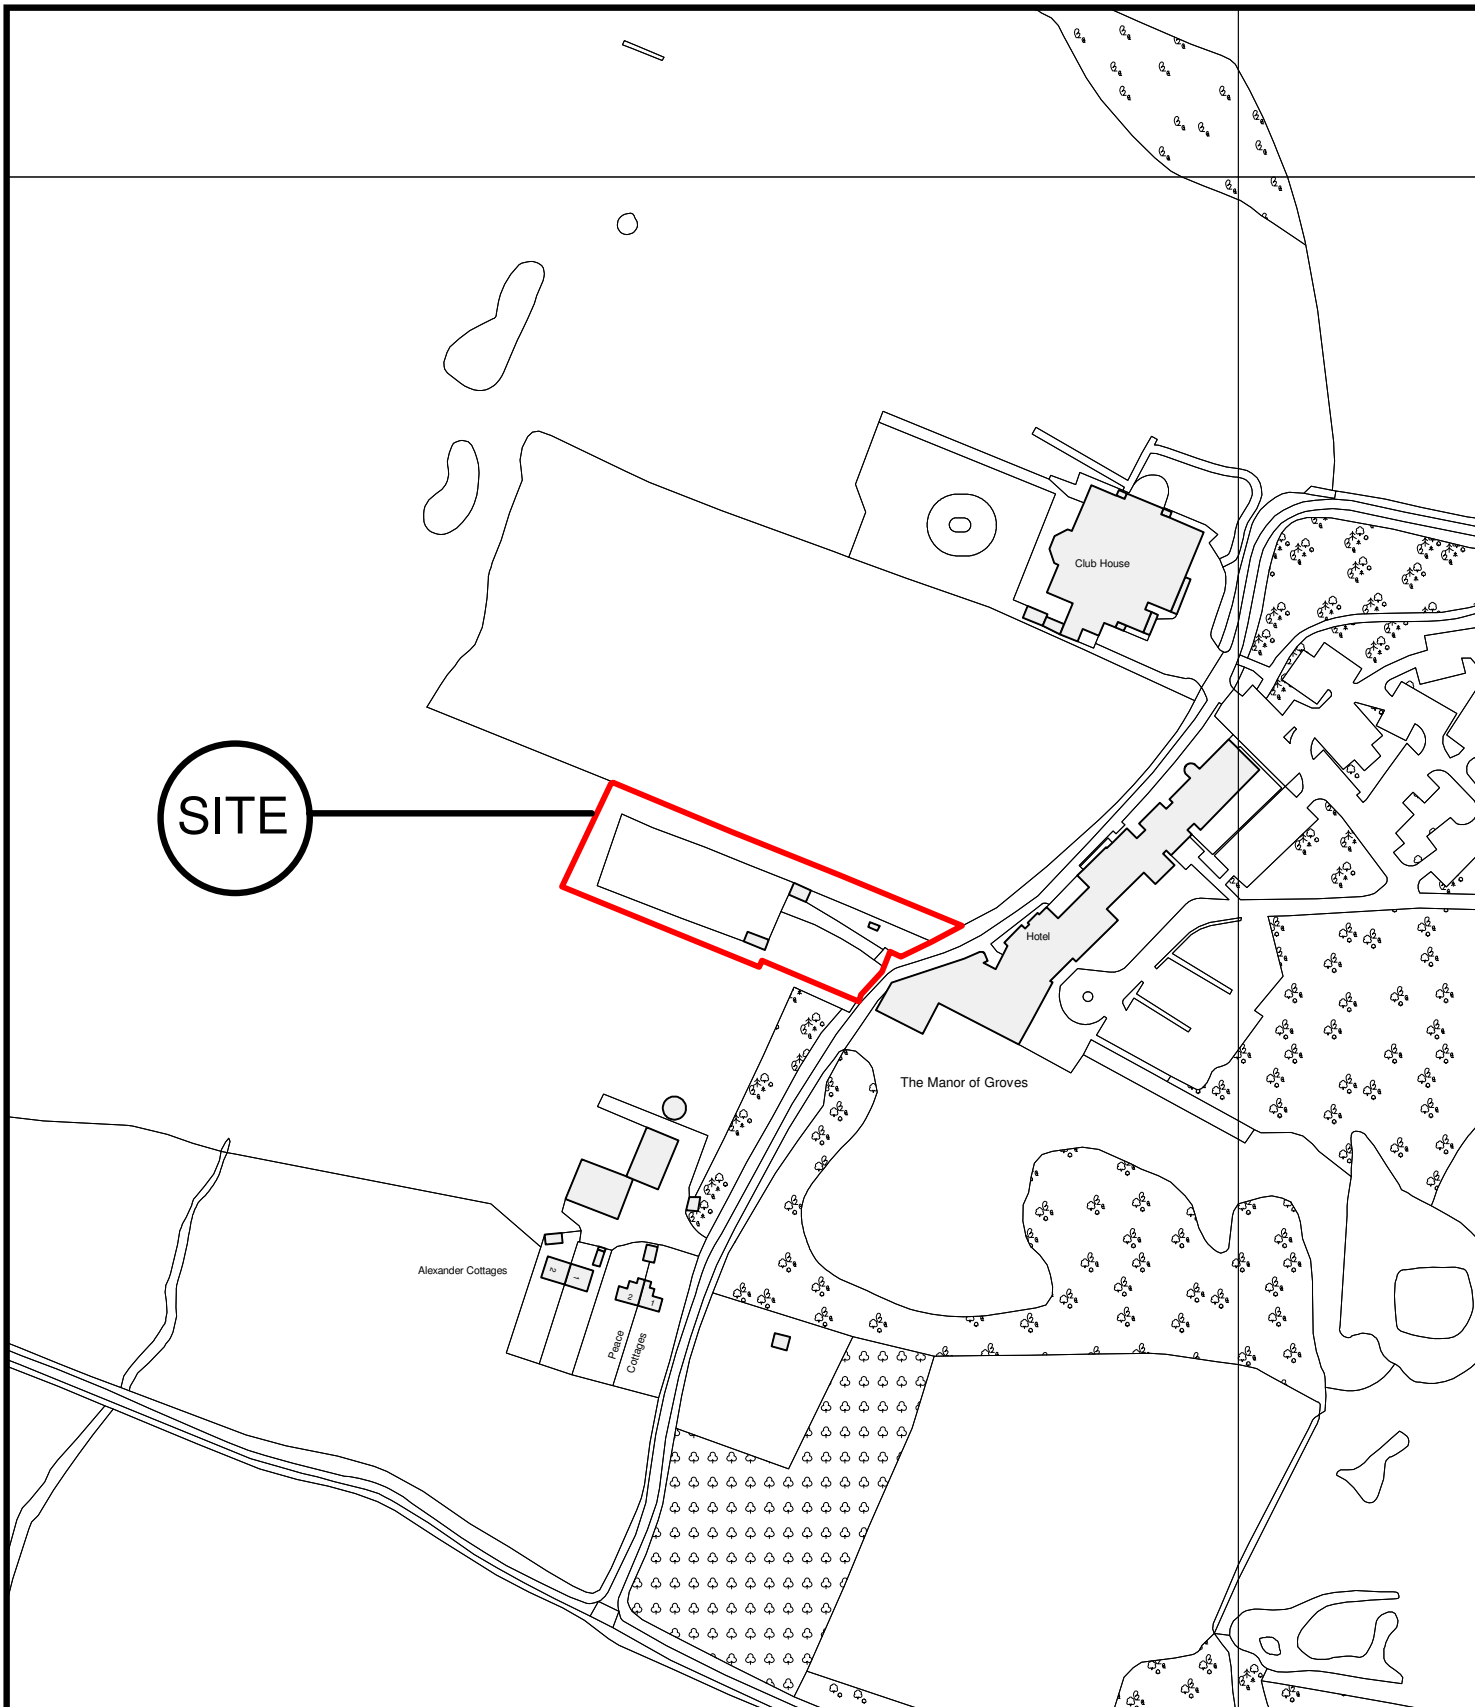 Club House
SITE
Hotel
The Manor of Groves
Alexander Cottages
2
1
2
1
Peace
Cottages